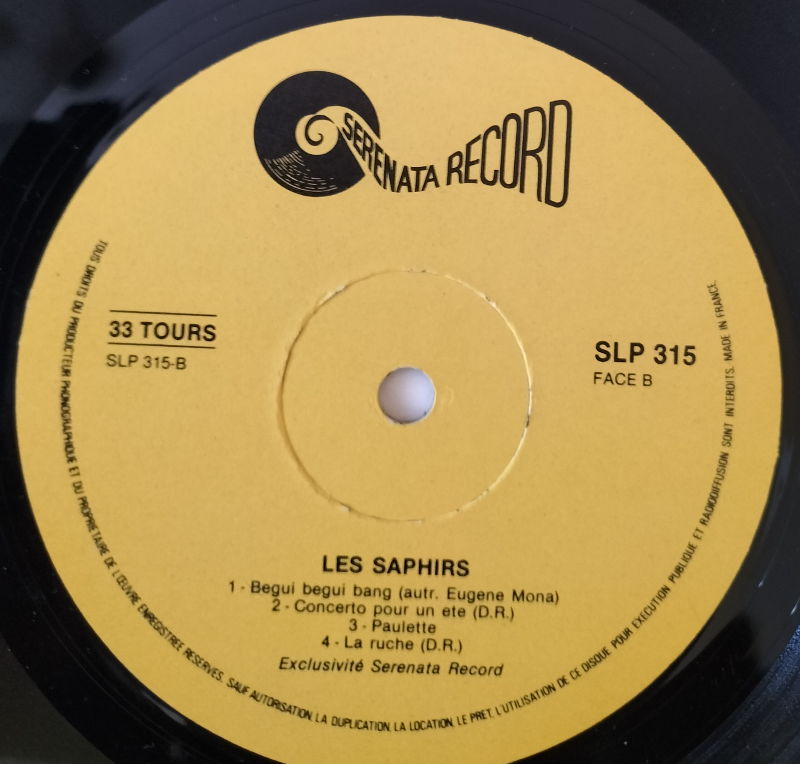 SERENATA RECORD
33 TOURS
SLP 315-B
SLP 315
FACE B
LES SAPHIRS
1 - Begui begui bang (autr. Eugene Mona)
2 - Concerto pour un ete (D.R.)
3 - Paulette
4 - La ruche (D.R.)
Exclusivité Serenata Record
TOUS DROITS DU PRODUCTEUR PHONOGRAPHIQUE ET DU PROPRIETAIRE DE L'ŒUVRE ENREGISTREE RESERVES. SAUF AUTORISATION, LA DUPLICATION, LA LOCATION, LE PRET, L'UTILISATION DE CE DISQUE POUR EXECUTION PUBLIQUE ET RADIODIFFUSION SONT INTERDITS. MADE IN FRANCE.